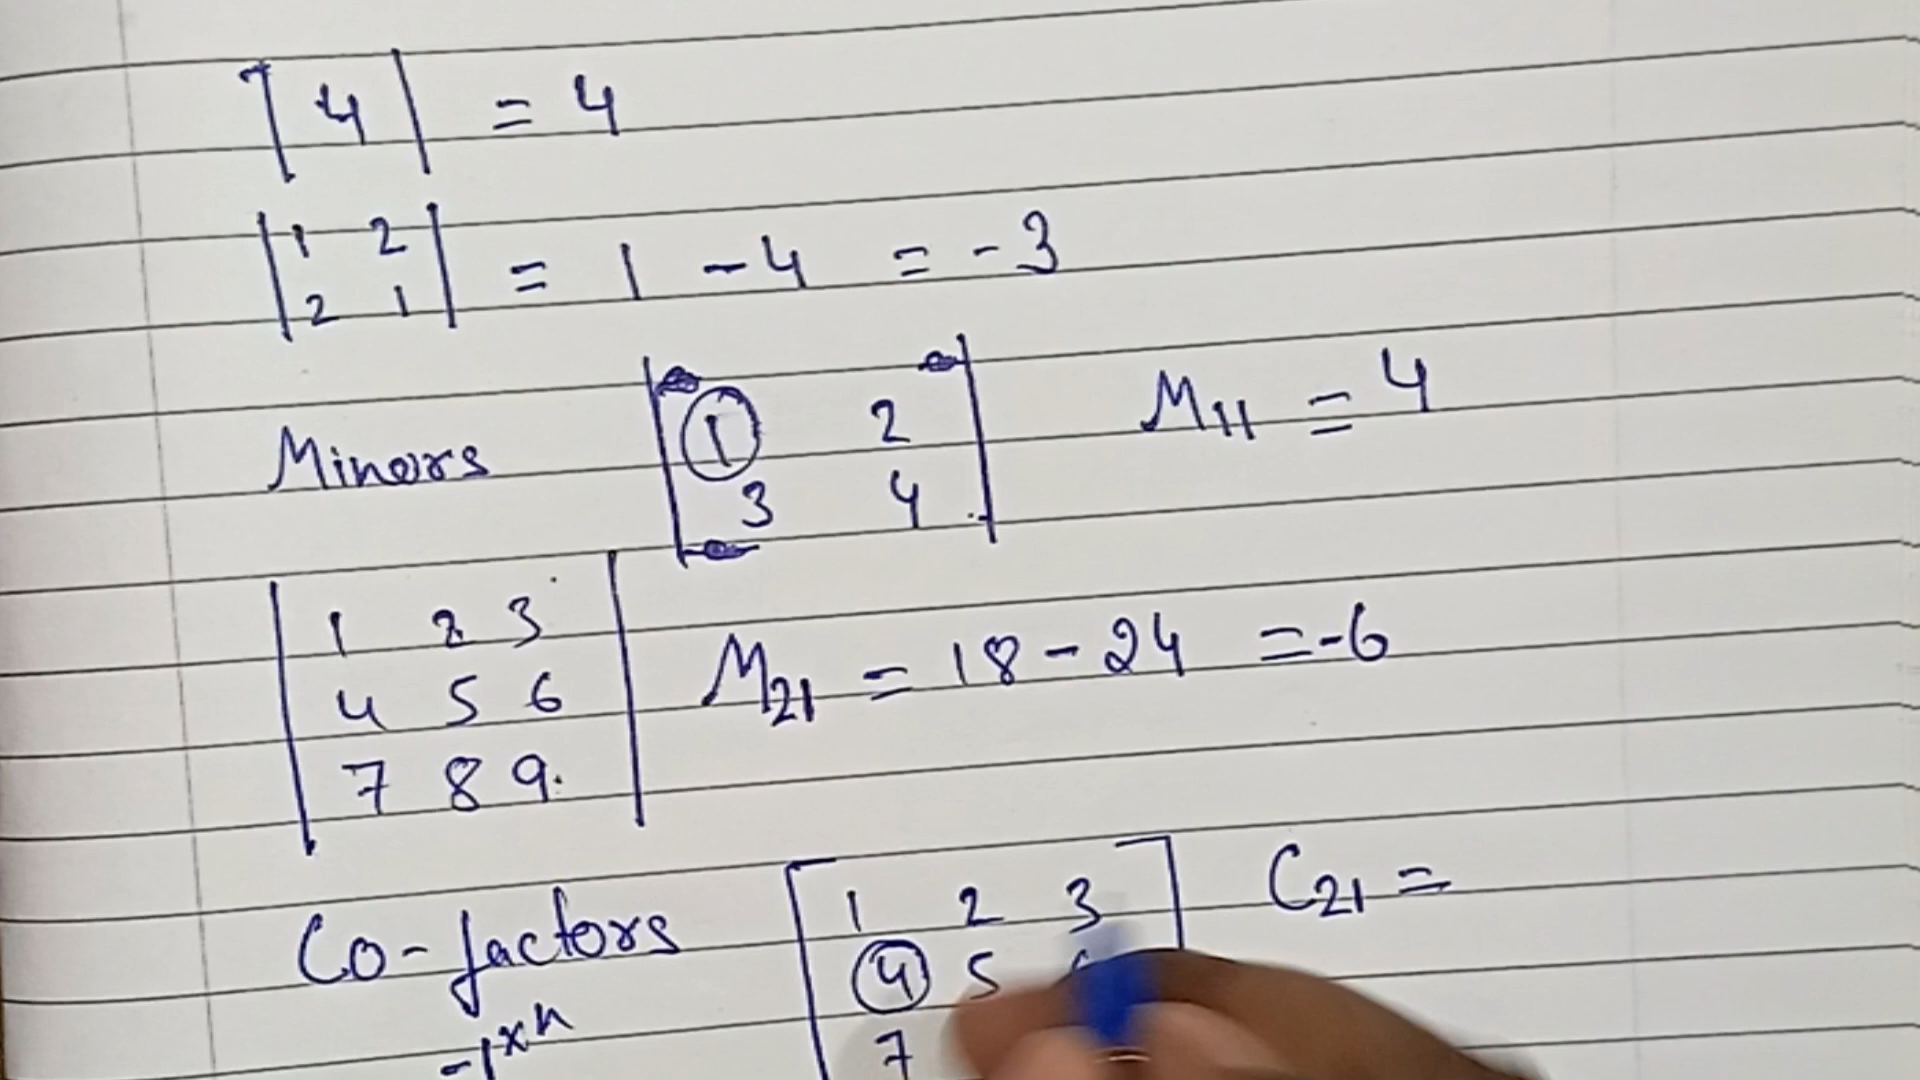 |4| = 4
|1 2| = 1 - 4 = -3
|2 1|
Minors |1 2| M11 = 4
|3 4|
|1 2 3|
|4 5 6| M21 = 18 - 24 = -6
|7 8 9|
Co-factors [1 2 3] C21 =
4 5
-1^xn 7